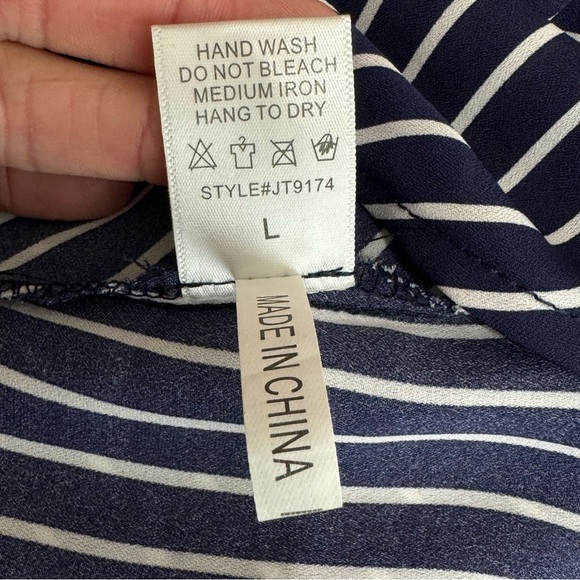 HAND WASH
DO NOT BLEACH
MEDIUM IRON
HANG TO DRY
STYLE#JT9174
L
MADE IN CHINA